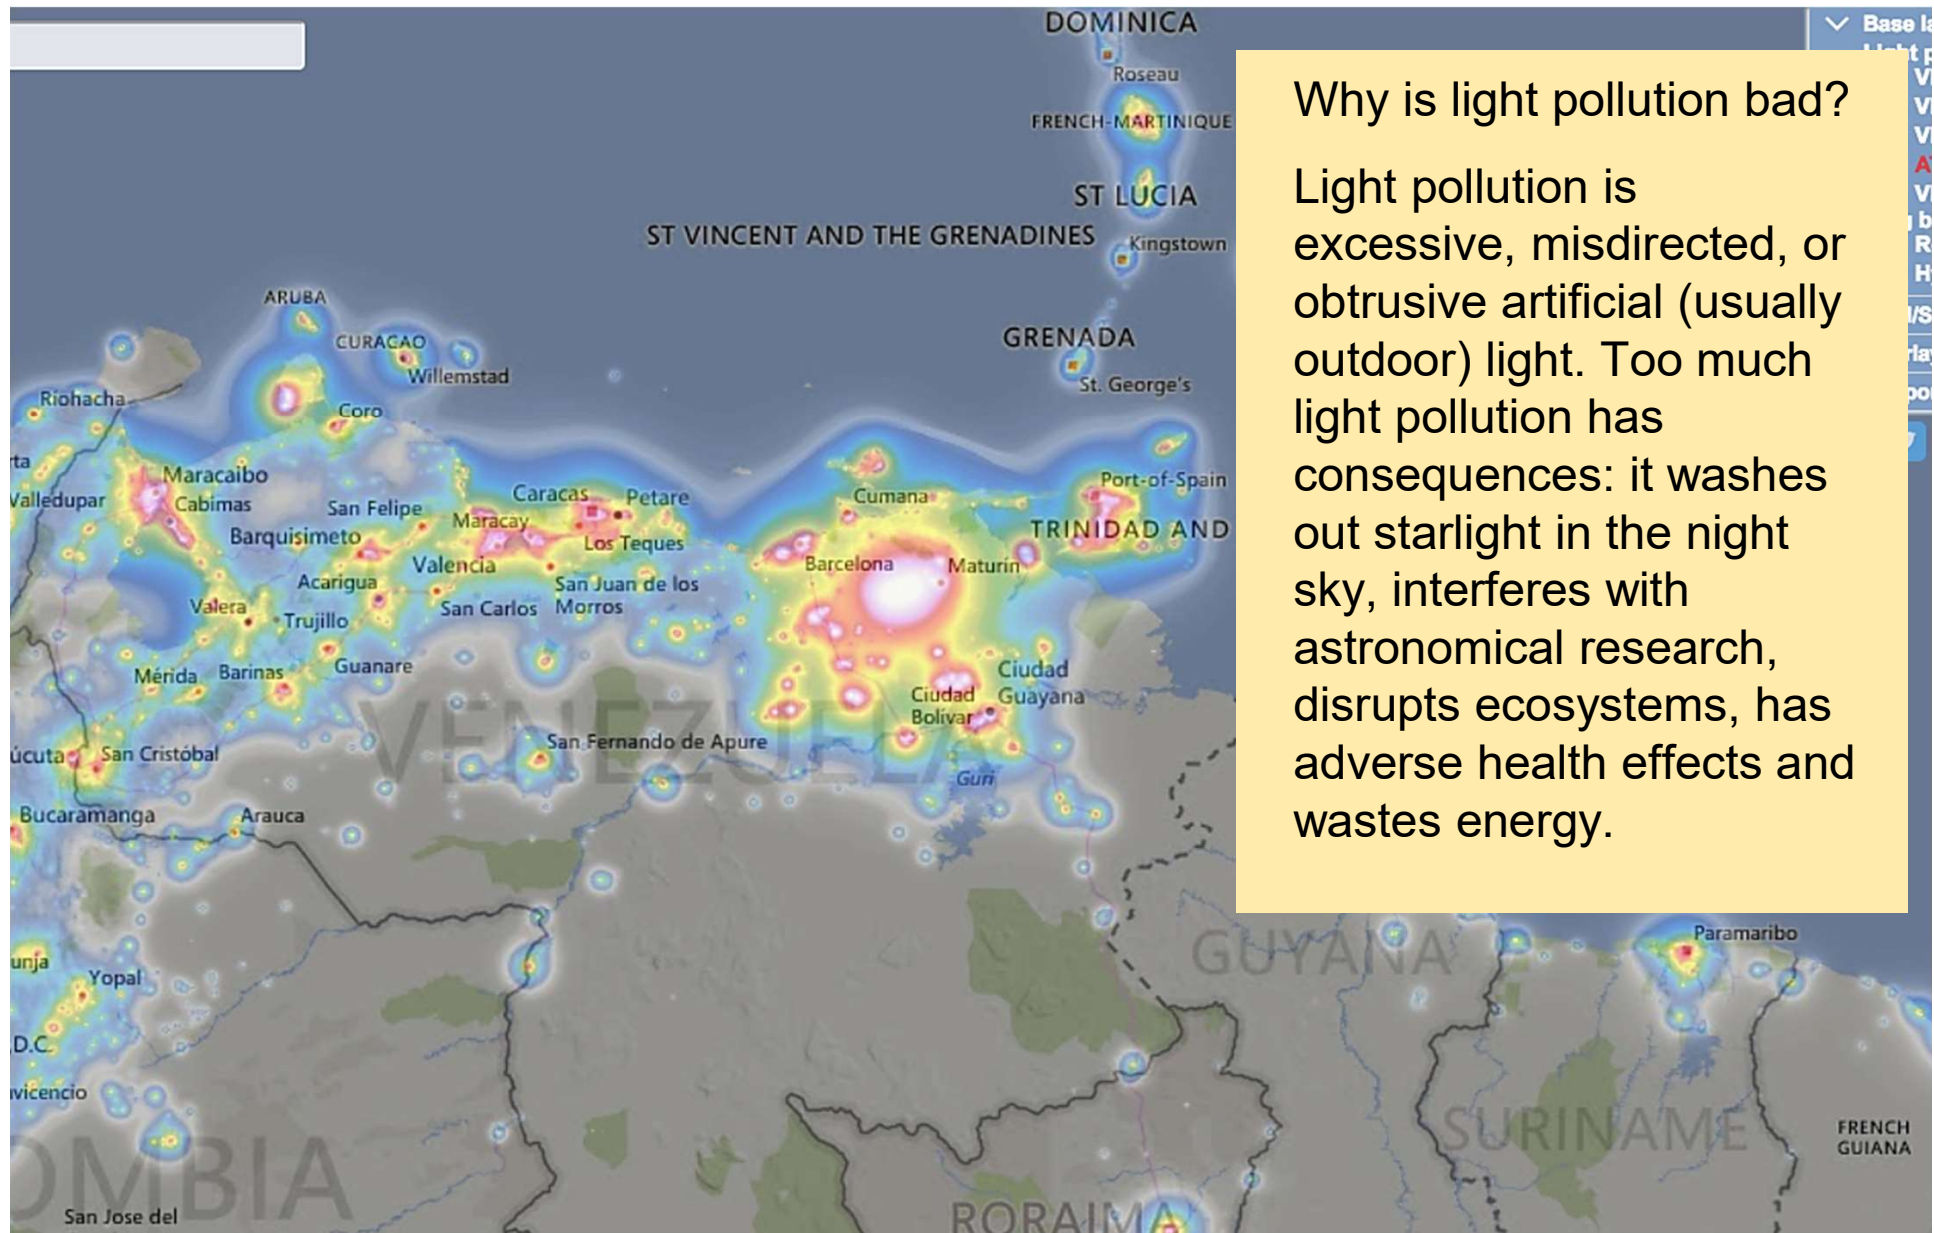 DOMINICA
Roseau
FRENCH-MARTINIQUE
ST LUCIA
ST VINCENT AND THE GRENADINES
Kingstown
GRENADA
St. George's
ARUBA
CURACAO
Willemstad
Riohacha
Coro
Maracaibo
Cabimas
Valledupar
San Felipe
Barquisimeto
Caracas
Petare
Maracay
Los Teques
Valencia
Acarigua
San Juan de los
Morros
San Carlos
Valera
Trujillo
Mérida
Barinas
Guanare
Cumana
Barcelona
Maturin
Port-of-Spain
TRINIDAD AND
Ciudad
Guayana
Ciudad
Bolívar
VENEZUELA
San Cristóbal
San Fernando de Apure
Guri
Bucaramanga
Arauca
Yopal
San Jose del
GUYANA
Paramaribo
SURINAME
FRENCH
GUIANA
RORAIMA
Base
Why is light pollution bad?
Light pollution is
excessive, misdirected, or
obtrusive artificial (usually
outdoor) light. Too much
light pollution has
consequences: it washes
out starlight in the night
sky, interferes with
astronomical research,
disrupts ecosystems, has
adverse health effects and
wastes energy.